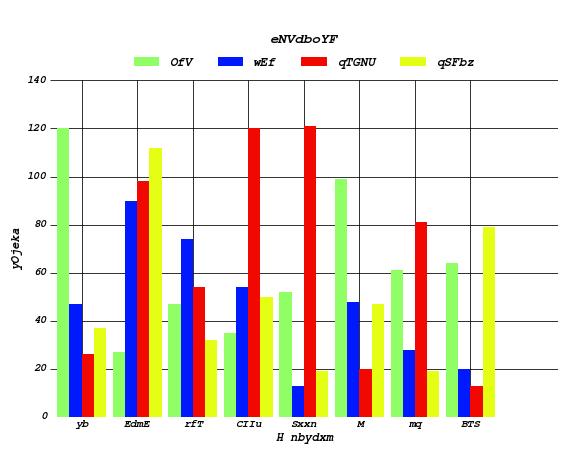 eNVdboYF
OfV wEf qTGNU qSFbz
140
120
100
80
60
40
20
0
yOjeka
yb EdmE rfT CIIu Sxxn M mq BTS
H nbydxm